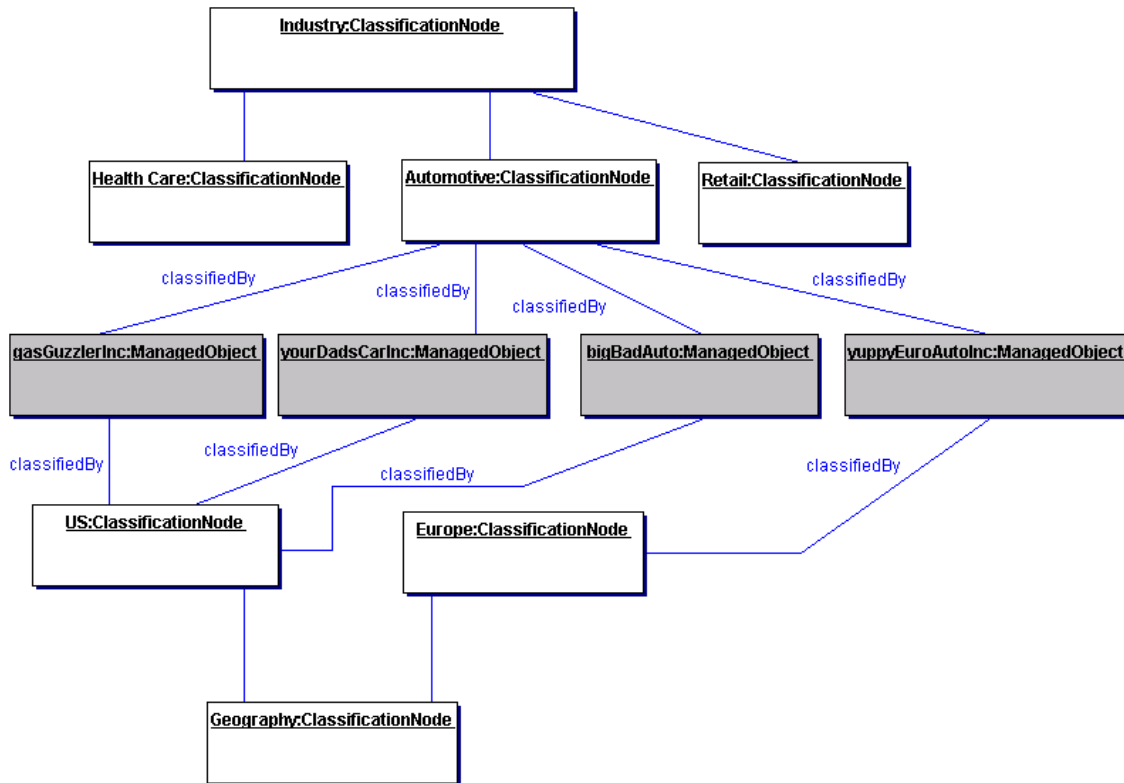 Industry:ClassificationNode
Health Care:ClassificationNode
Automotive:ClassificationNode
Retail:ClassificationNode
classifiedBy
classifiedBy
classifiedBy
classifiedBy
gasGuzzlerInc:ManagedObject
yourDadsCarInc:ManagedObject
bigBadAuto:ManagedObject
yuppyEuroAutoInc:ManagedObject
classifiedBy
classifiedBy
classifiedBy
classifiedBy
US:ClassificationNode
Europe:ClassificationNode
Geography:ClassificationNode